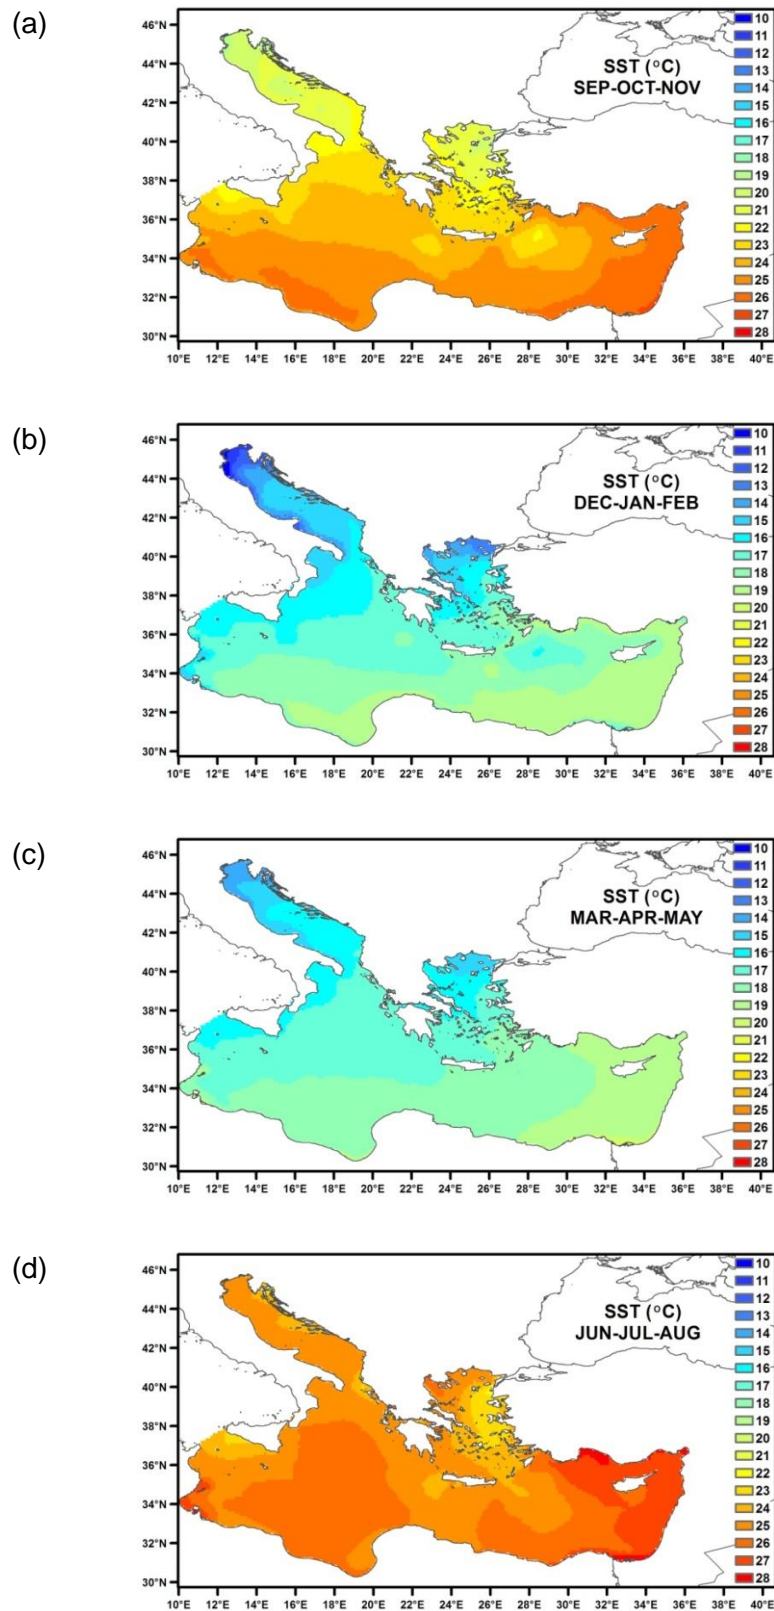 (a)
SST (°C)
SEP-OCT-NOV
46°N
44°N
42°N
40°N
38°N
36°N
34°N
32°N
30°N
10°E 12°E 14°E 16°E 18°E 20°E 22°E 24°E 26°E 28°E 30°E 32°E 34°E 36°E 38°E 40°E
10
11
12
13
14
15
16
17
18
19
20
21
22
23
24
25
26
27
28
(b)
SST (°C)
DEC-JAN-FEB
46°N
44°N
42°N
40°N
38°N
36°N
34°N
32°N
30°N
10°E 12°E 14°E 16°E 18°E 20°E 22°E 24°E 26°E 28°E 30°E 32°E 34°E 36°E 38°E 40°E
10
11
12
13
14
15
16
17
18
19
20
21
22
23
24
25
26
27
28
(c)
SST (°C)
MAR-APR-MAY
46°N
44°N
42°N
40°N
38°N
36°N
34°N
32°N
30°N
10°E 12°E 14°E 16°E 18°E 20°E 22°E 24°E 26°E 28°E 30°E 32°E 34°E 36°E 38°E 40°E
10
11
12
13
14
15
16
17
18
19
20
21
22
23
24
25
26
27
28
(d)
SST (°C)
JUN-JUL-AUG
46°N
44°N
42°N
40°N
38°N
36°N
34°N
32°N
30°N
10°E 12°E 14°E 16°E 18°E 20°E 22°E 24°E 26°E 28°E 30°E 32°E 34°E 36°E 38°E 40°E
10
11
12
13
14
15
16
17
18
19
20
21
22
23
24
25
26
27
28